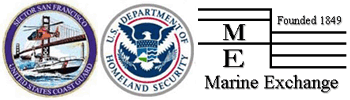 SECTOR SAN FRANCISCO
UNITED STATES COAST GUARD
U.S. DEPARTMENT OF
HOMELAND SECURITY
Founded 1849
M
E
Marine Exchange